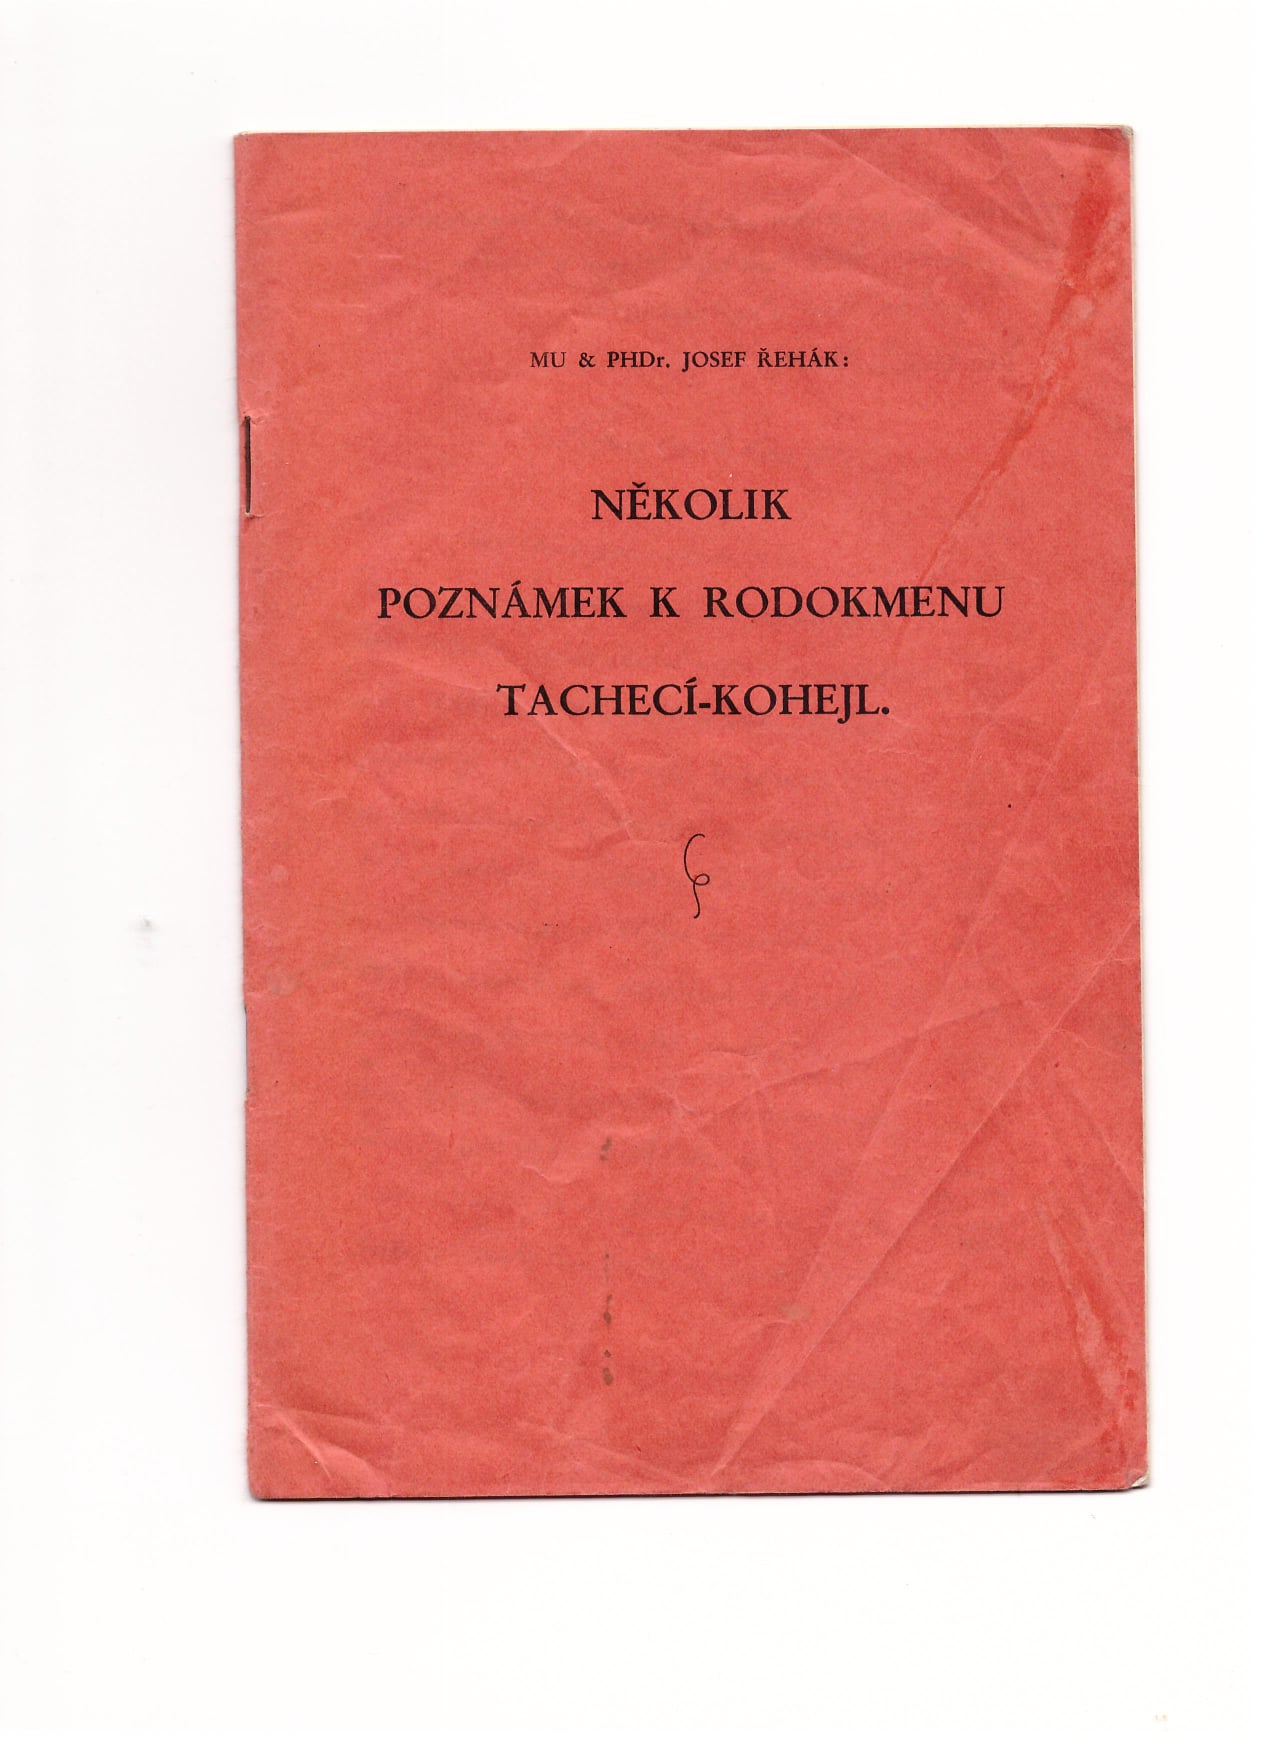 MU & PHDr. JOSEF ŘEHÁK:
NĚKOLIK
POZNÁMEK K RODOKMENU
TACHECÍ-KOHEJL.